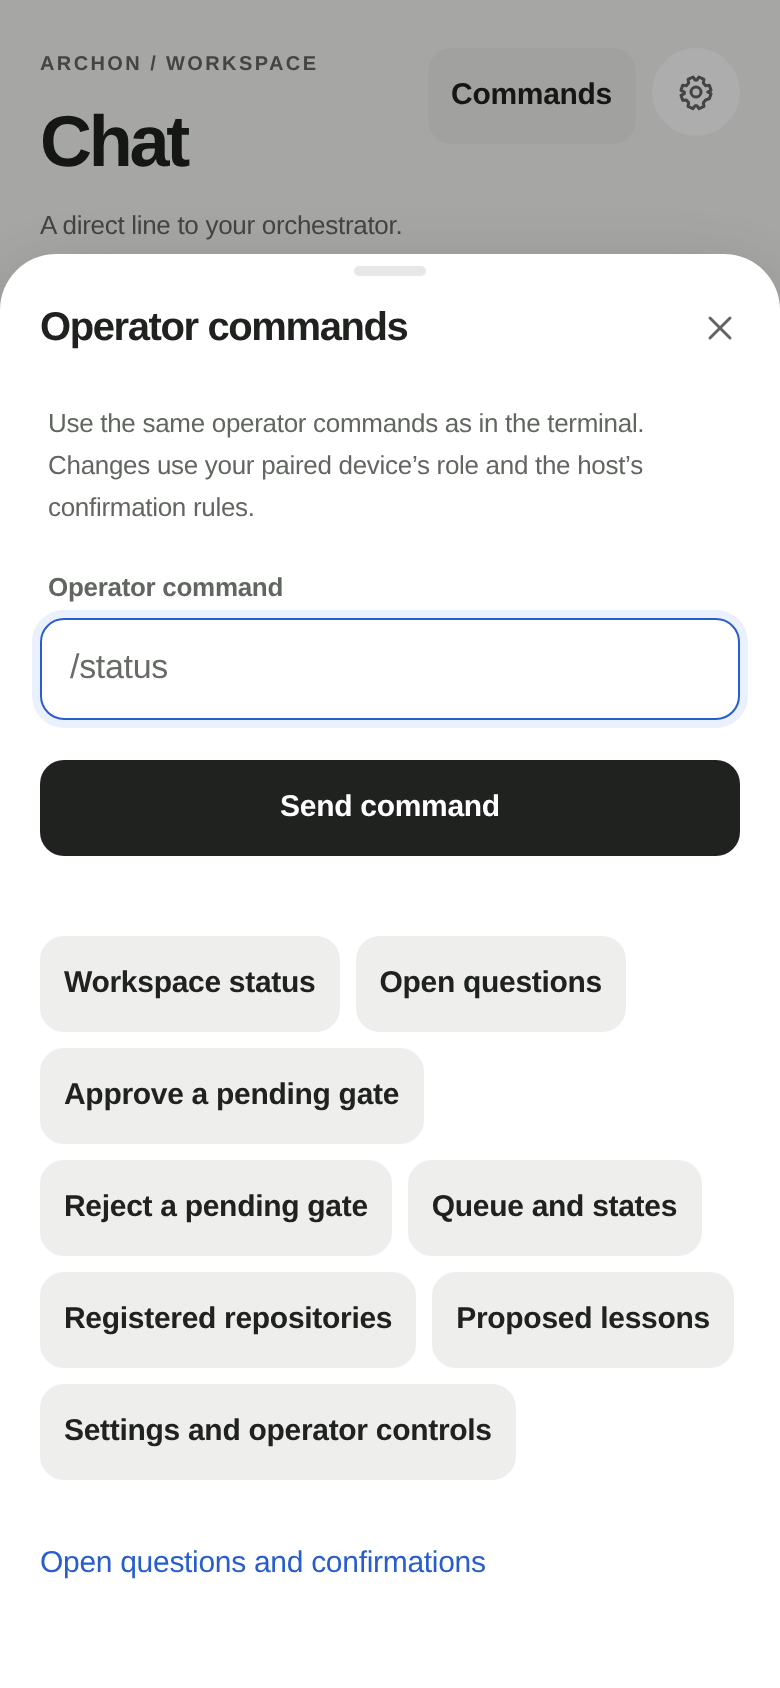 ARCHON / WORKSPACE
Commands
Chat
A direct line to your orchestrator.
Operator commands
Use the same operator commands as in the terminal.
Changes use your paired device’s role and the host’s
confirmation rules.
Operator command
/status
Send command
Workspace status
Open questions
Approve a pending gate
Reject a pending gate
Queue and states
Registered repositories
Proposed lessons
Settings and operator controls
Open questions and confirmations